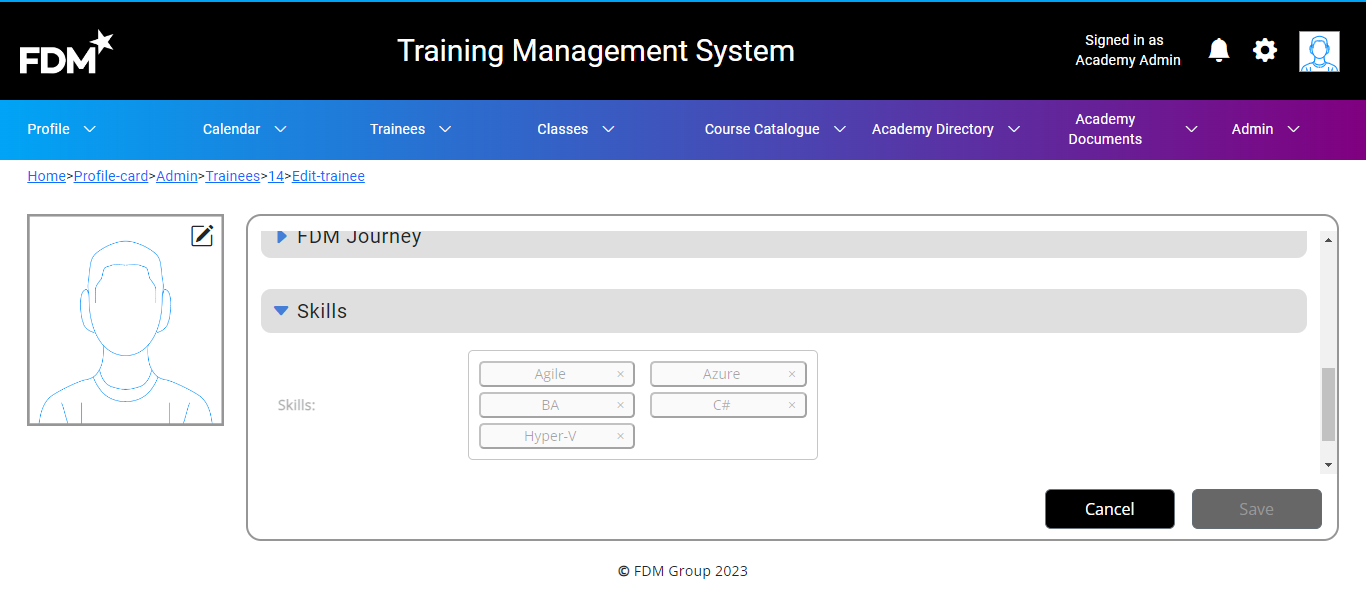 FDM
Training Management System
Signed in as
Academy Admin
Profile
Calendar
Trainees
Classes
Course Catalogue
Academy Directory
Academy
Documents
Admin
Home>Profile-card>Admin>Trainees>14>Edit-trainee
FDM Journey
Skills
Skills:
Agile ×
Azure ×
BA ×
C# ×
Hyper-V ×
Cancel
Save
© FDM Group 2023